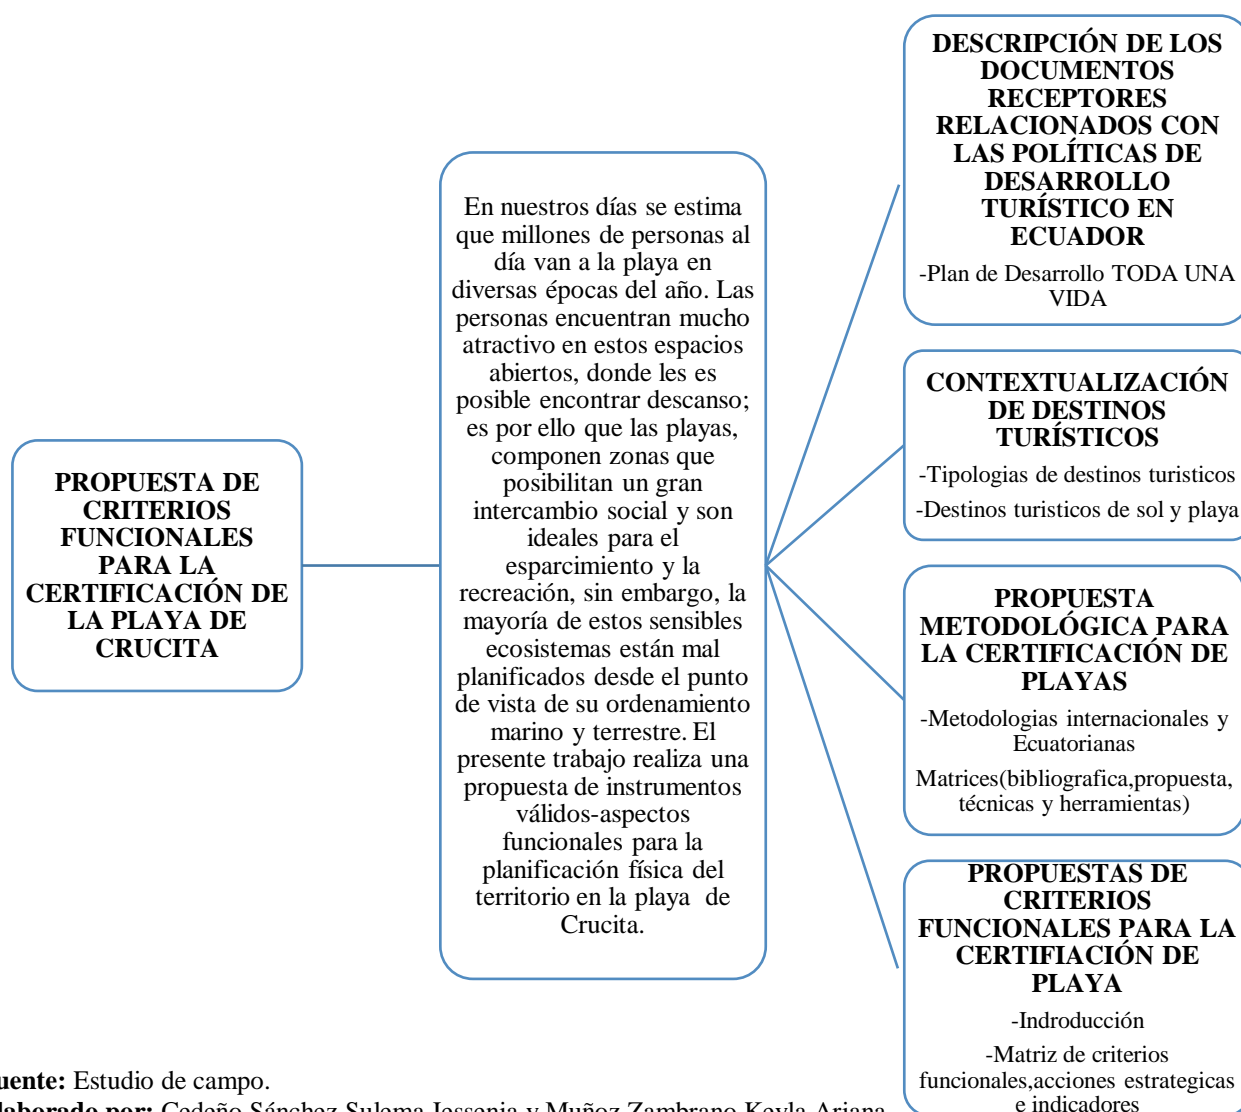 PROPUESTA DE
CRITERIOS
FUNCIONALES
PARA LA
CERTIFICACIÓN DE
LA PLAYA DE
CRUCITA
En nuestros días se estima
que millones de personas al
día van a la playa en
diversas épocas del año. Las
personas encuentran mucho
atractivo en estos espacios
abiertos, donde les es
posible encontrar descanso;
es por ello que las playas,
componen zonas que
posibilitan un gran
intercambio social y son
ideales para el
esparcimiento y la
recreación, sin embargo, la
mayoría de estos sensibles
ecosistemas están mal
planificados desde el punto
de vista de su ordenamiento
marino y terrestre. El
presente trabajo realiza una
propuesta de instrumentos
válidos-aspectos
funcionales para la
planificación física del
territorio en la playa de
Crucita.
DESCRIPCIÓN DE LOS
DOCUMENTOS
RECEPTORES
RELACIONADOS CON
LAS POLÍTICAS DE
DESARROLLO
TURÍSTICO EN
ECUADOR
-Plan de Desarrollo TODA UNA
VIDA
CONTEXTUALIZACIÓN
DE DESTINOS
TURÍSTICOS
-Tipologias de destinos turisticos
-Destinos turisticos de sol y playa
PROPUESTA
METODOLÓGICA PARA
LA CERTIFICACIÓN DE
PLAYAS
-Metodologias internacionales y
Ecuatorianas
Matrices(bibliografica,propuesta,
técnicas y herramientas)
PROPUESTAS DE
CRITERIOS
FUNCIONALES PARA LA
CERTIFIACIÓN DE
PLAYA
-Indroducción
-Matriz de criterios
funcionales,acciones estrategicas
e indicadores
uente: Estudio de campo.
laborado por: Cedeño Sánchez Sulema Jessenia y Muñoz Zambrano Keyla Ariana